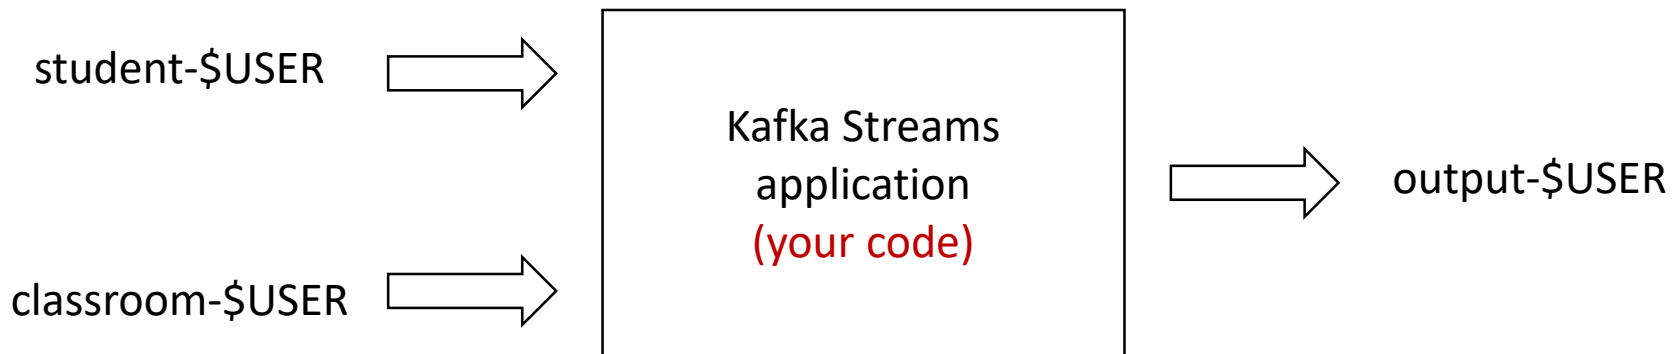 student-$USER
classroom-$USER
Kafka Streams
application
(your code)
output-$USER